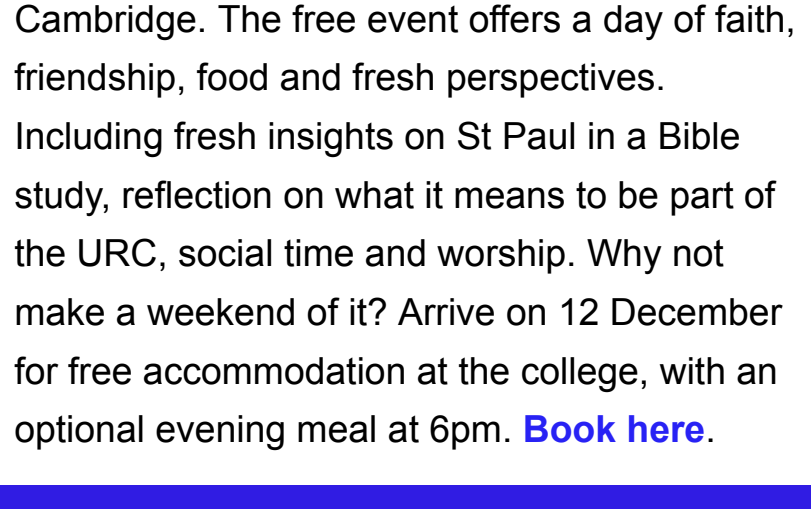 Cambridge. The free event offers a day of faith,
friendship, food and fresh perspectives.
Including fresh insights on St Paul in a Bible
study, reflection on what it means to be part of
the URC, social time and worship. Why not
make a weekend of it? Arrive on 12 December
for free accommodation at the college, with an
optional evening meal at 6pm. Book here.